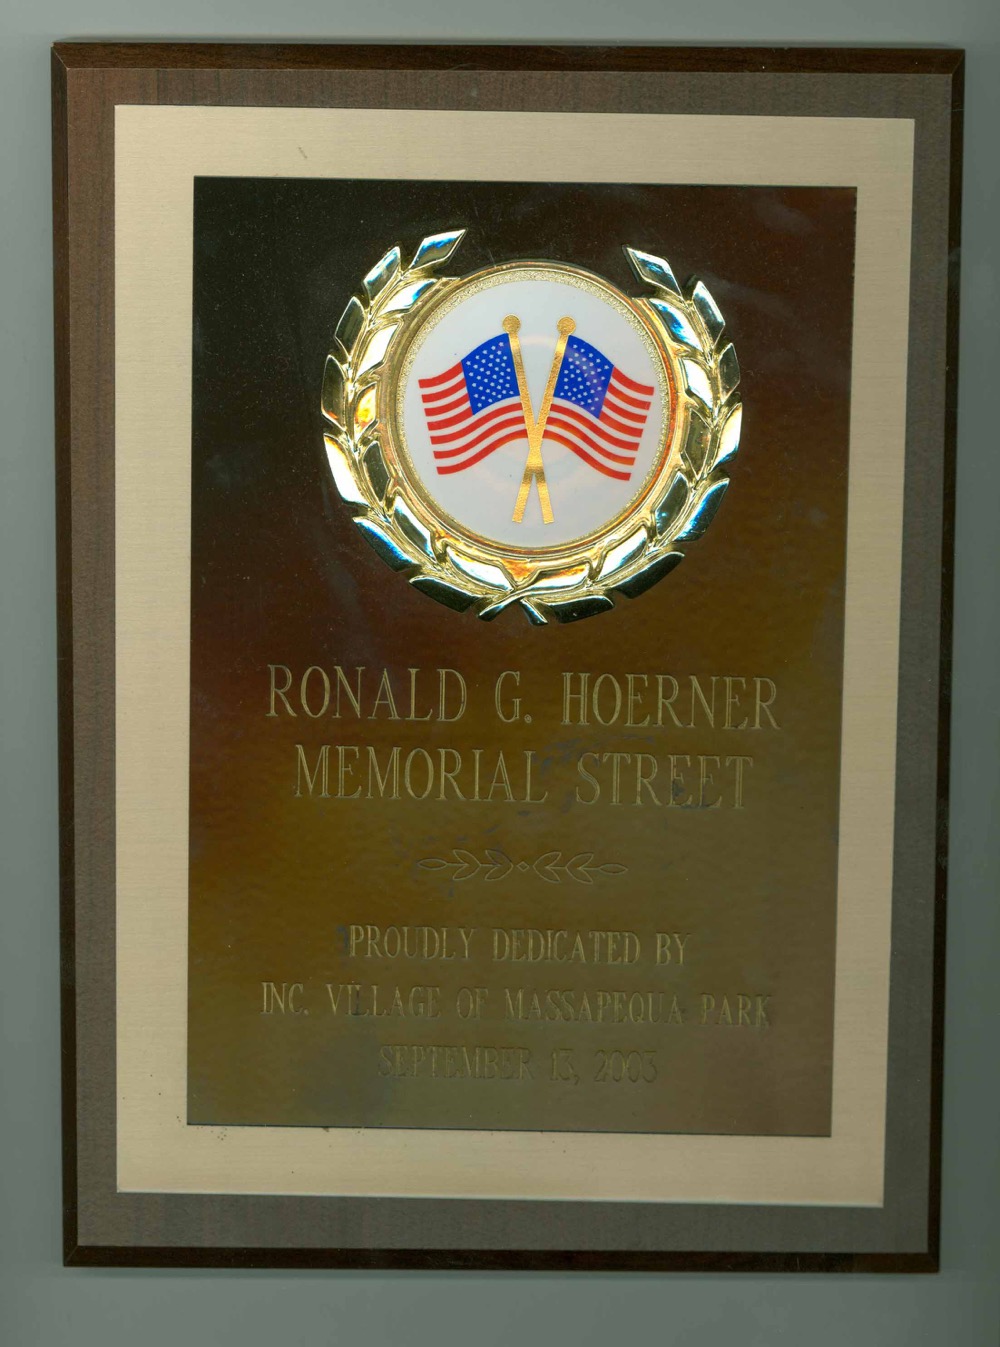 RONALD G. HOERNER
MEMORIAL STREET
PROUDLY DEDICATED BY
INC. VILLAGE OF MASSAPEQUA PARK
SEPTEMBER 13, 2003